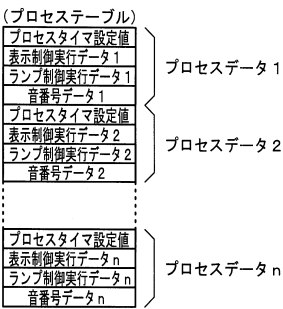 (プロセステーブル)
プロセスタイマ設定値
表示制御実行データ1
ランプ制御実行データ1
音番号データ1
プロセスデータ1
プロセスタイマ設定値
表示制御実行データ2
ランプ制御実行データ2
音番号データ2
プロセスデータ2
プロセスタイマ設定値
表示制御実行データn
ランプ制御実行データn
音番号データn
プロセスデータn